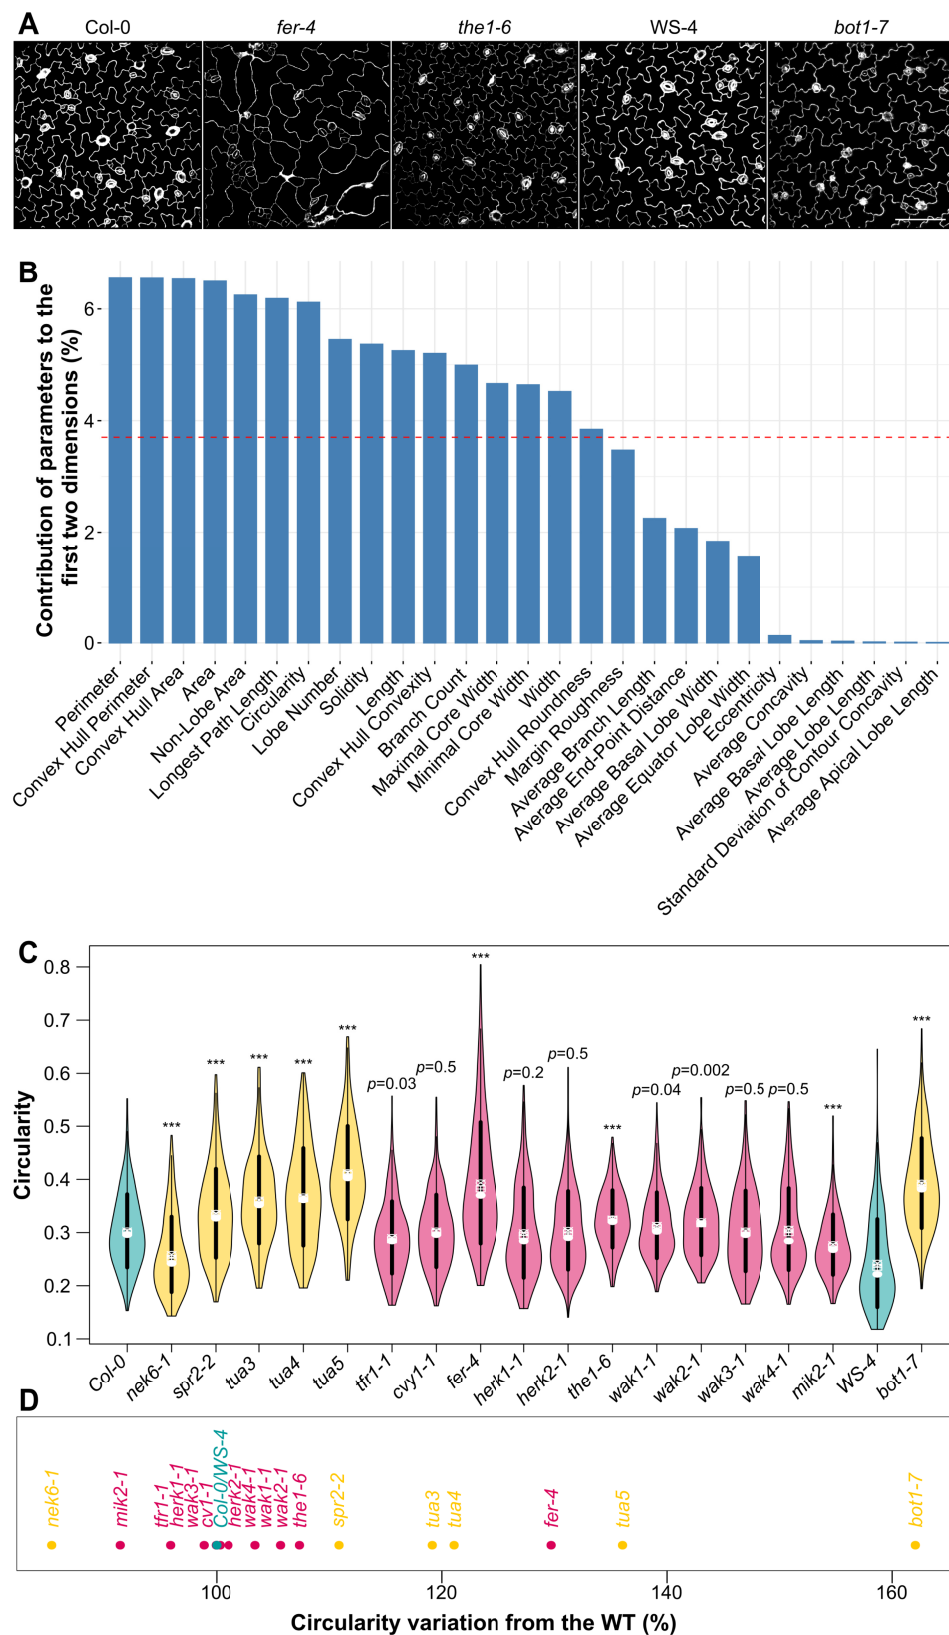 A
Col-0 fer-4 the1-6 WS-4 bot1-7
B
Contribution of parameters to the
first two dimensions (%)
6
4
2
0
Perimeter
Convex Hull Perimeter
Convex Hull Area
Area
Non-Lobe Area
Longest Path Length
Circularity
Lobe Number
Solidity
Length
Convex Hull Convexity
Branch Count
Maximal Core Width
Minimal Core Width
Width
Convex Hull Roundness
Margin Roughness
Average Branch Length
Average End-Point Distance
Average Basal Lobe Width
Average Equator Lobe Width
Eccentricity
Average Concavity
Average Basal Lobe Length
Average Lobe Length
Standard Deviation of Contour Concavity
Average Apical Lobe Length
C
Circularity
0.8
0.7
0.6
0.5
0.4
0.3
0.2
0.1
***
***
***
***
***
p=0.03
p=0.5
***
p=0.2
p=0.5
***
p=0.04
p=0.002
p=0.5
p=0.5
***
***
Col-0
nek6-1
spr2-2
tua3
tua4
tua5
tfr1-1
cvy1-1
fer-4
herk1-1
herk2-1
the1-6
wak1-1
wak2-1
wak3-1
wak4-1
mik2-1
WS-4
bot1-7
D
nek6-1
mik2-1
tfr1-1
herk1-1
wak3-1
cv1-1
Col-0/WS-4
herk2-1
wak4-1
wak1-1
wak2-1
the1-6
spr2-2
tua3
tua4
fer-4
tua5
bot1-7
100 120 140 160
Circularity variation from the WT (%)